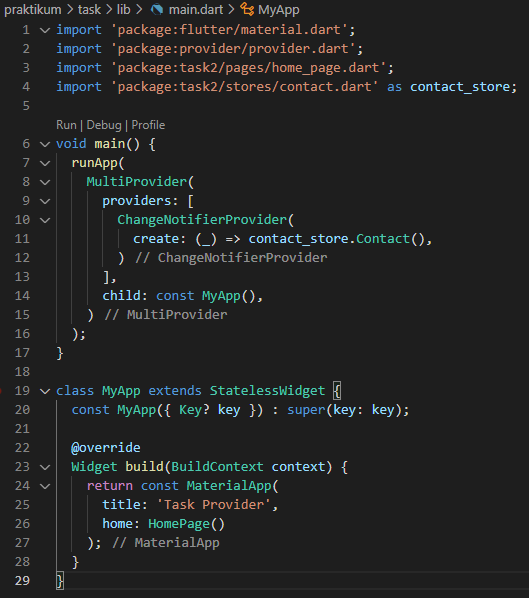 praktikum > task > lib > main.dart > MyApp
1 import 'package:flutter/material.dart';
2 import 'package:provider/provider.dart';
3 import 'package:task2/pages/home_page.dart';
4 import 'package:task2/stores/contact.dart' as contact_store;
5
Run | Debug | Profile
6 void main() {
7   runApp(
8     MultiProvider(
9       providers: [
10         ChangeNotifierProvider(
11           create: (_) => contact_store.Contact(),
12         ) // ChangeNotifierProvider
13       ],
14       child: const MyApp(),
15     ) // MultiProvider
16   );
17 }
18
19 class MyApp extends StatelessWidget {
20   const MyApp({ Key? key }) : super(key: key);
21
22   @override
23   Widget build(BuildContext context) {
24     return const MaterialApp(
25       title: 'Task Provider',
26       home: HomePage()
27     ); // MaterialApp
28   }
29 }